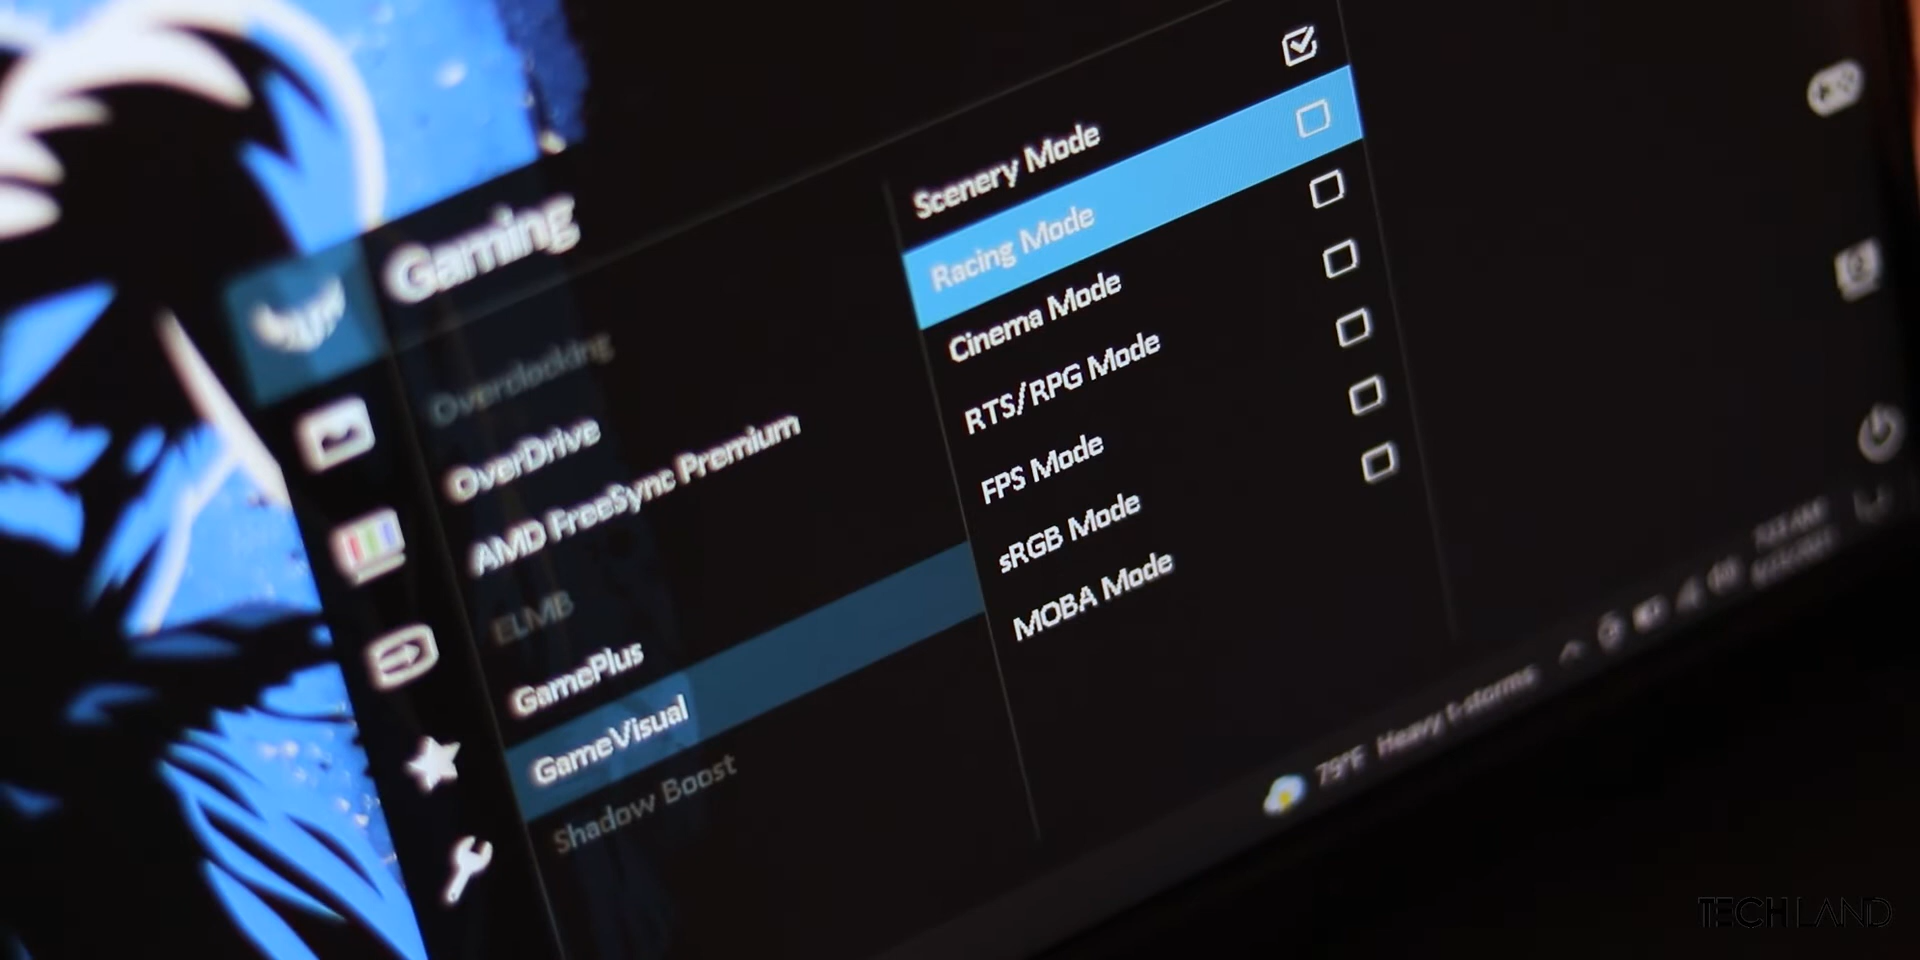 Gaming
Overclocking
OverDrive
AMD FreeSync Premium
ELMB
GamePlus
GameVisual
Shadow Boost
Scenery Mode
Racing Mode
Cinema Mode
RTS/RPG Mode
FPS Mode
sRGB Mode
MOBA Mode
79°F Heavy t-storms
TECHLAND